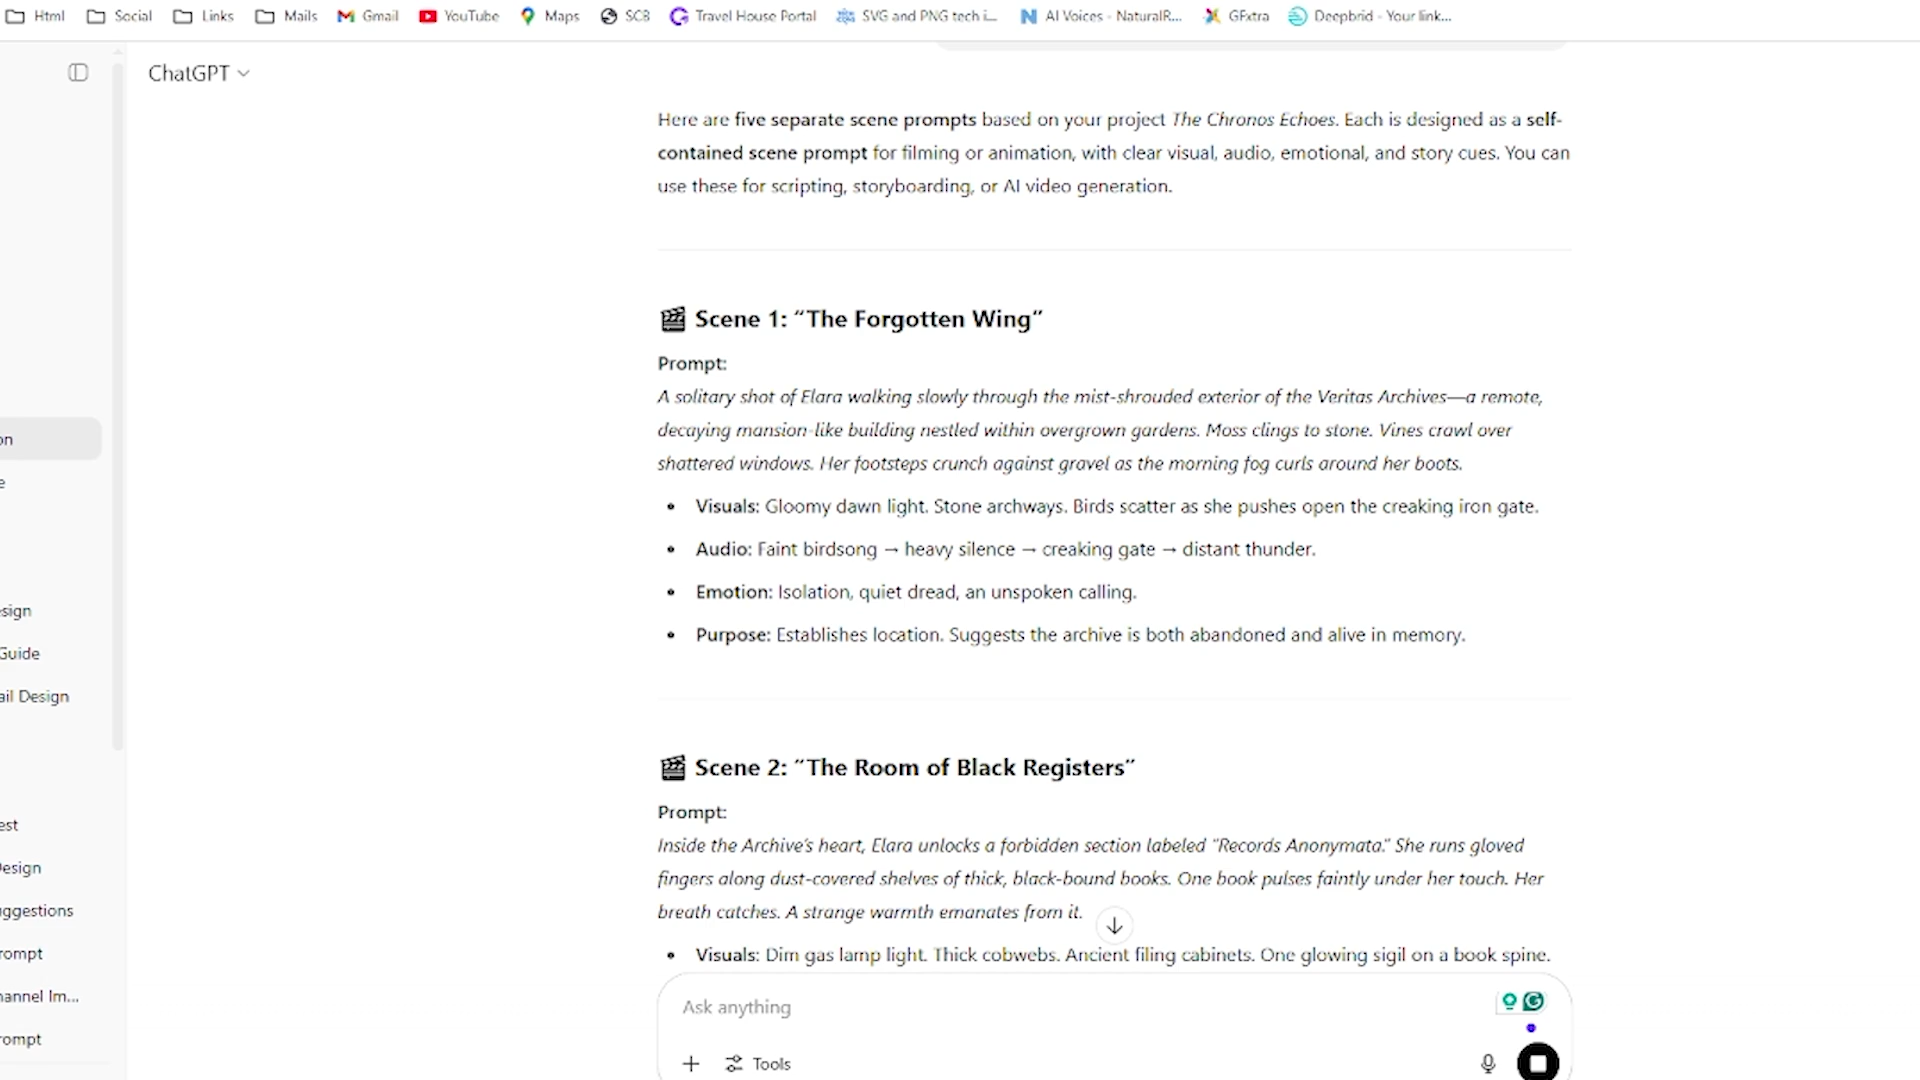 Html Social Links Mails Gmail YouTube Maps SCB Travel House Portal SVG and PNG tech i... AI Voices - NaturalR... GFxtra Deepbrid - Your link...
ChatGPT
Here are five separate scene prompts based on your project The Chronos Echoes. Each is designed as a self-
contained scene prompt for filming or animation, with clear visual, audio, emotional, and story cues. You can
use these for scripting, storyboarding, or AI video generation.
🎬 Scene 1: “The Forgotten Wing”
Prompt:
A solitary shot of Elara walking slowly through the mist-shrouded exterior of the Veritas Archives—a remote,
decaying mansion-like building nestled within overgrown gardens. Moss clings to stone. Vines crawl over
shattered windows. Her footsteps crunch against gravel as the morning fog curls around her boots.
• Visuals: Gloomy dawn light. Stone archways. Birds scatter as she pushes open the creaking iron gate.
• Audio: Faint birdsong → heavy silence → creaking gate → distant thunder.
• Emotion: Isolation, quiet dread, an unspoken calling.
• Purpose: Establishes location. Suggests the archive is both abandoned and alive in memory.
🎬 Scene 2: “The Room of Black Registers”
Prompt:
Inside the Archive’s heart, Elara unlocks a forbidden section labeled “Records Anonymata.” She runs gloved
fingers along dust-covered shelves of thick, black-bound books. One book pulses faintly under her touch. Her
breath catches. A strange warmth emanates from it.
• Visuals: Dim gas lamp light. Thick cobwebs. Ancient filing cabinets. One glowing sigil on a book spine.
Ask anything
Tools
on
e
esign
Guide
ail Design
est
Design
uggestions
rompt
hannel Im...
rompt